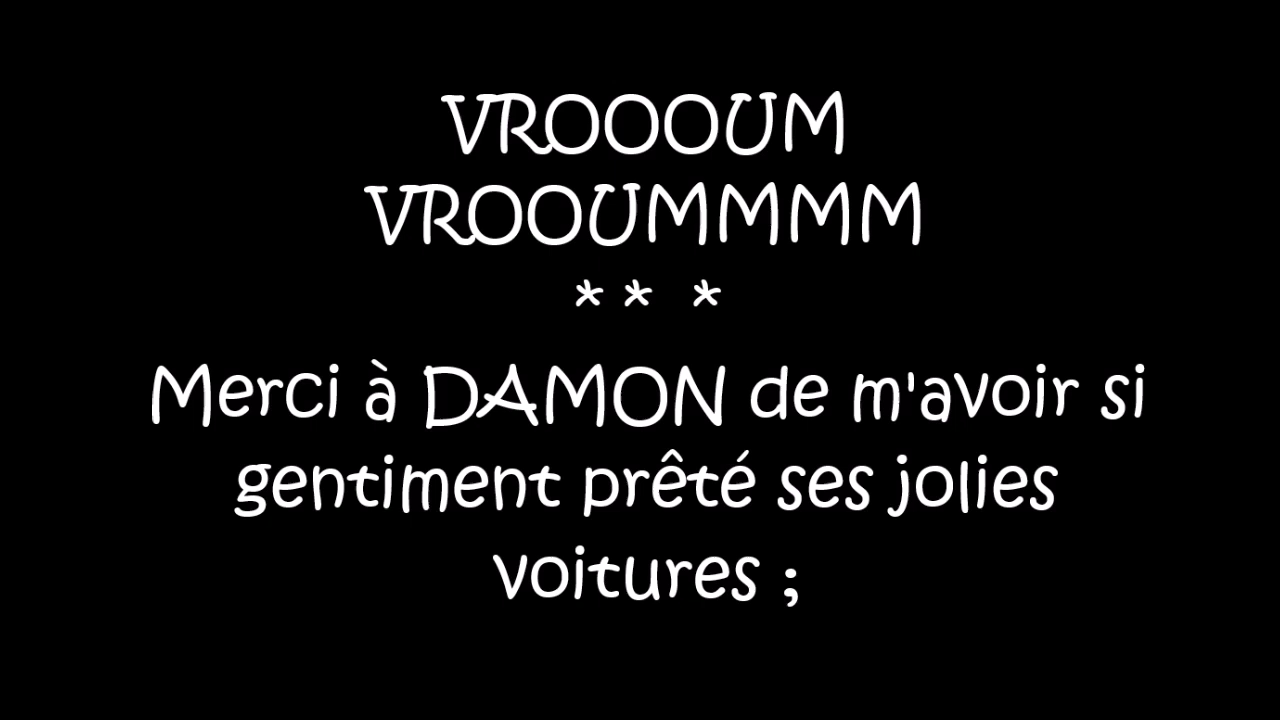 VROOOUM
VROOUMMMM
* *  *
Merci à DAMON de m'avoir si
gentiment prêté ses jolies
voitures ;